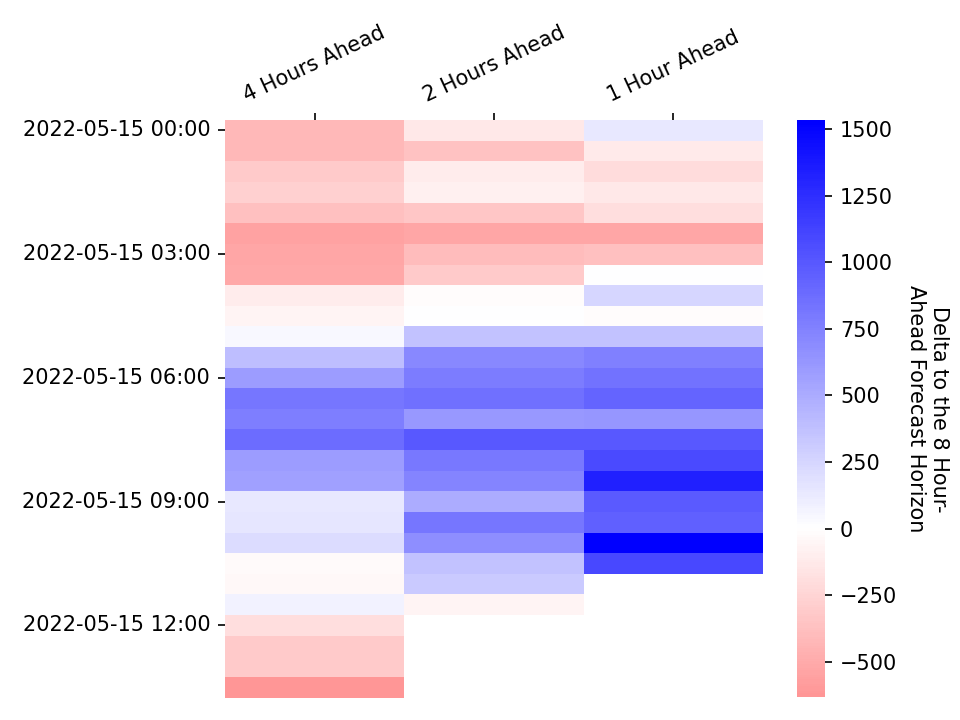 4 Hours Ahead
2 Hours Ahead
1 Hour Ahead
2022-05-15 00:00
2022-05-15 03:00
2022-05-15 06:00
2022-05-15 09:00
2022-05-15 12:00
1500
1250
1000
750
500
250
0
−250
−500
Delta to the 8 Hour-
Ahead Forecast Horizon